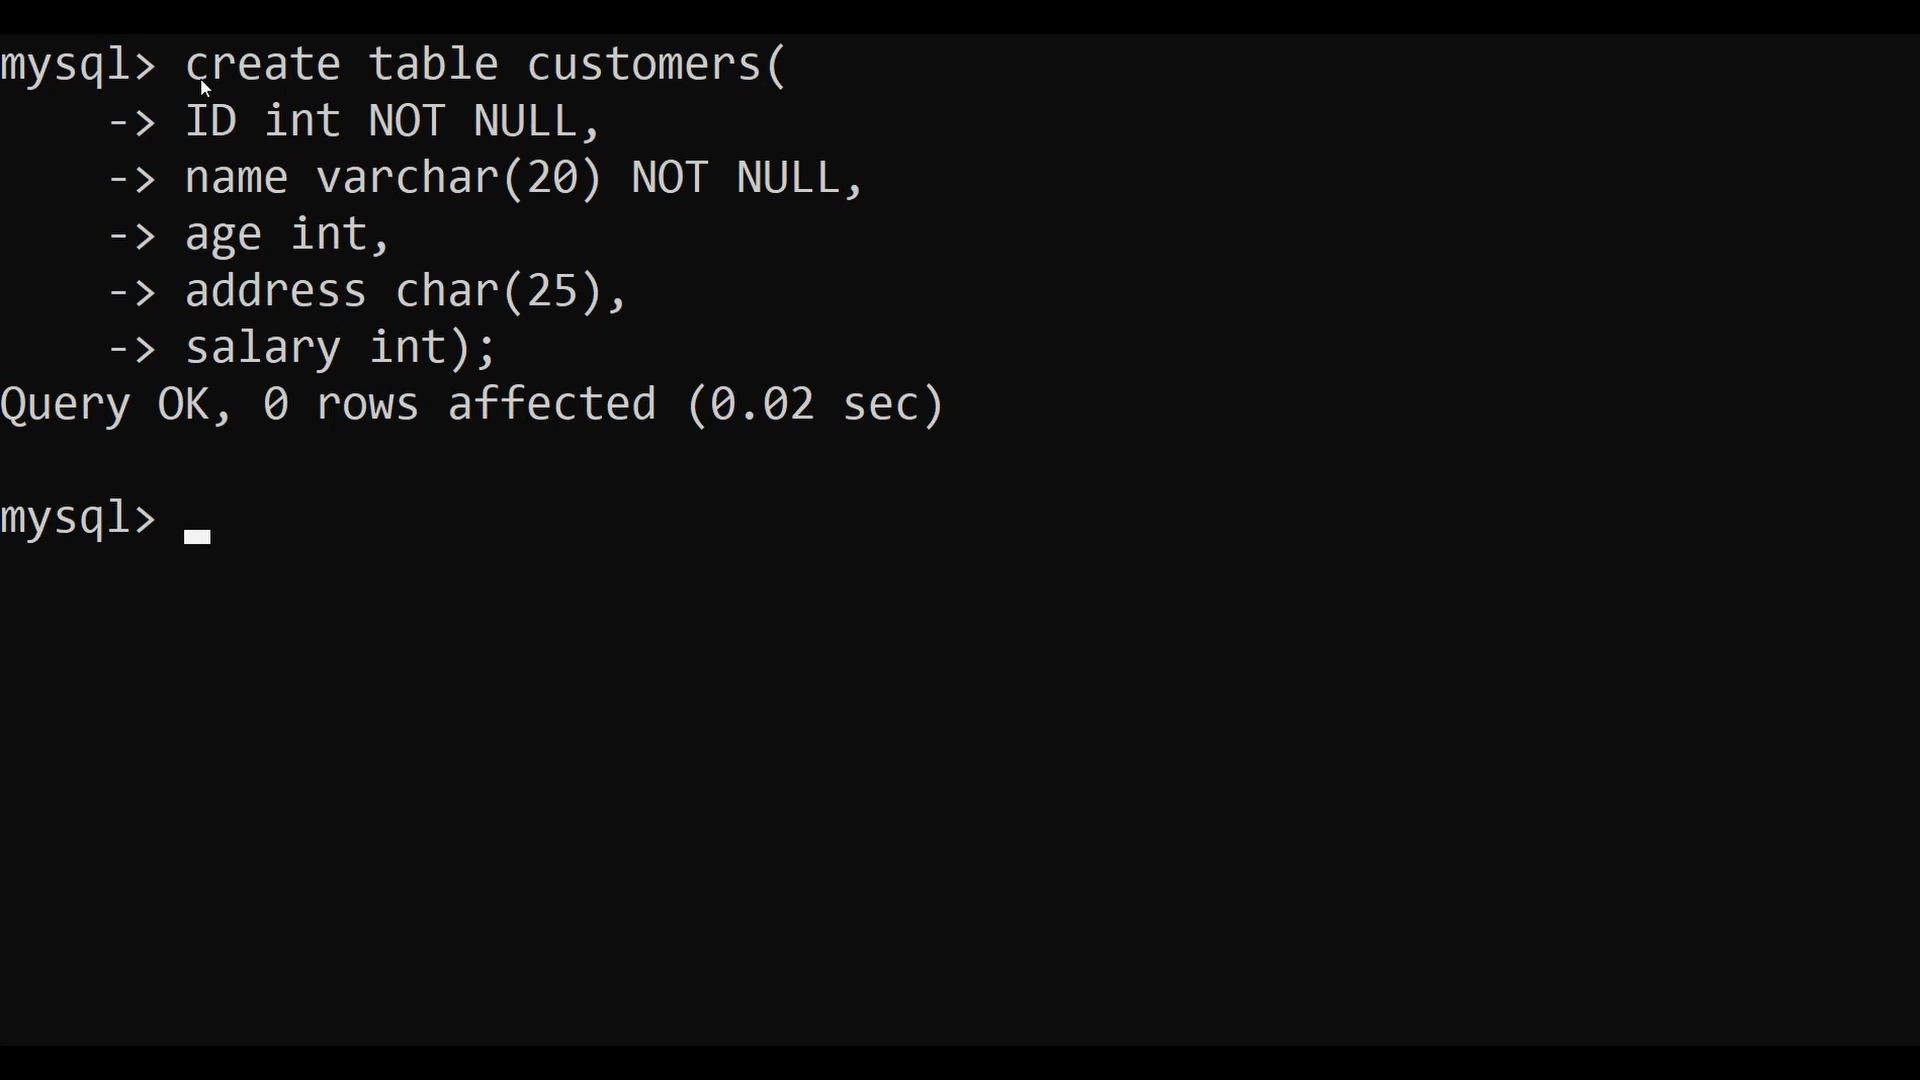 mysql> create table customers(
    -> ID int NOT NULL,
    -> name varchar(20) NOT NULL,
    -> age int,
    -> address char(25),
    -> salary int);
Query OK, 0 rows affected (0.02 sec)

mysql>